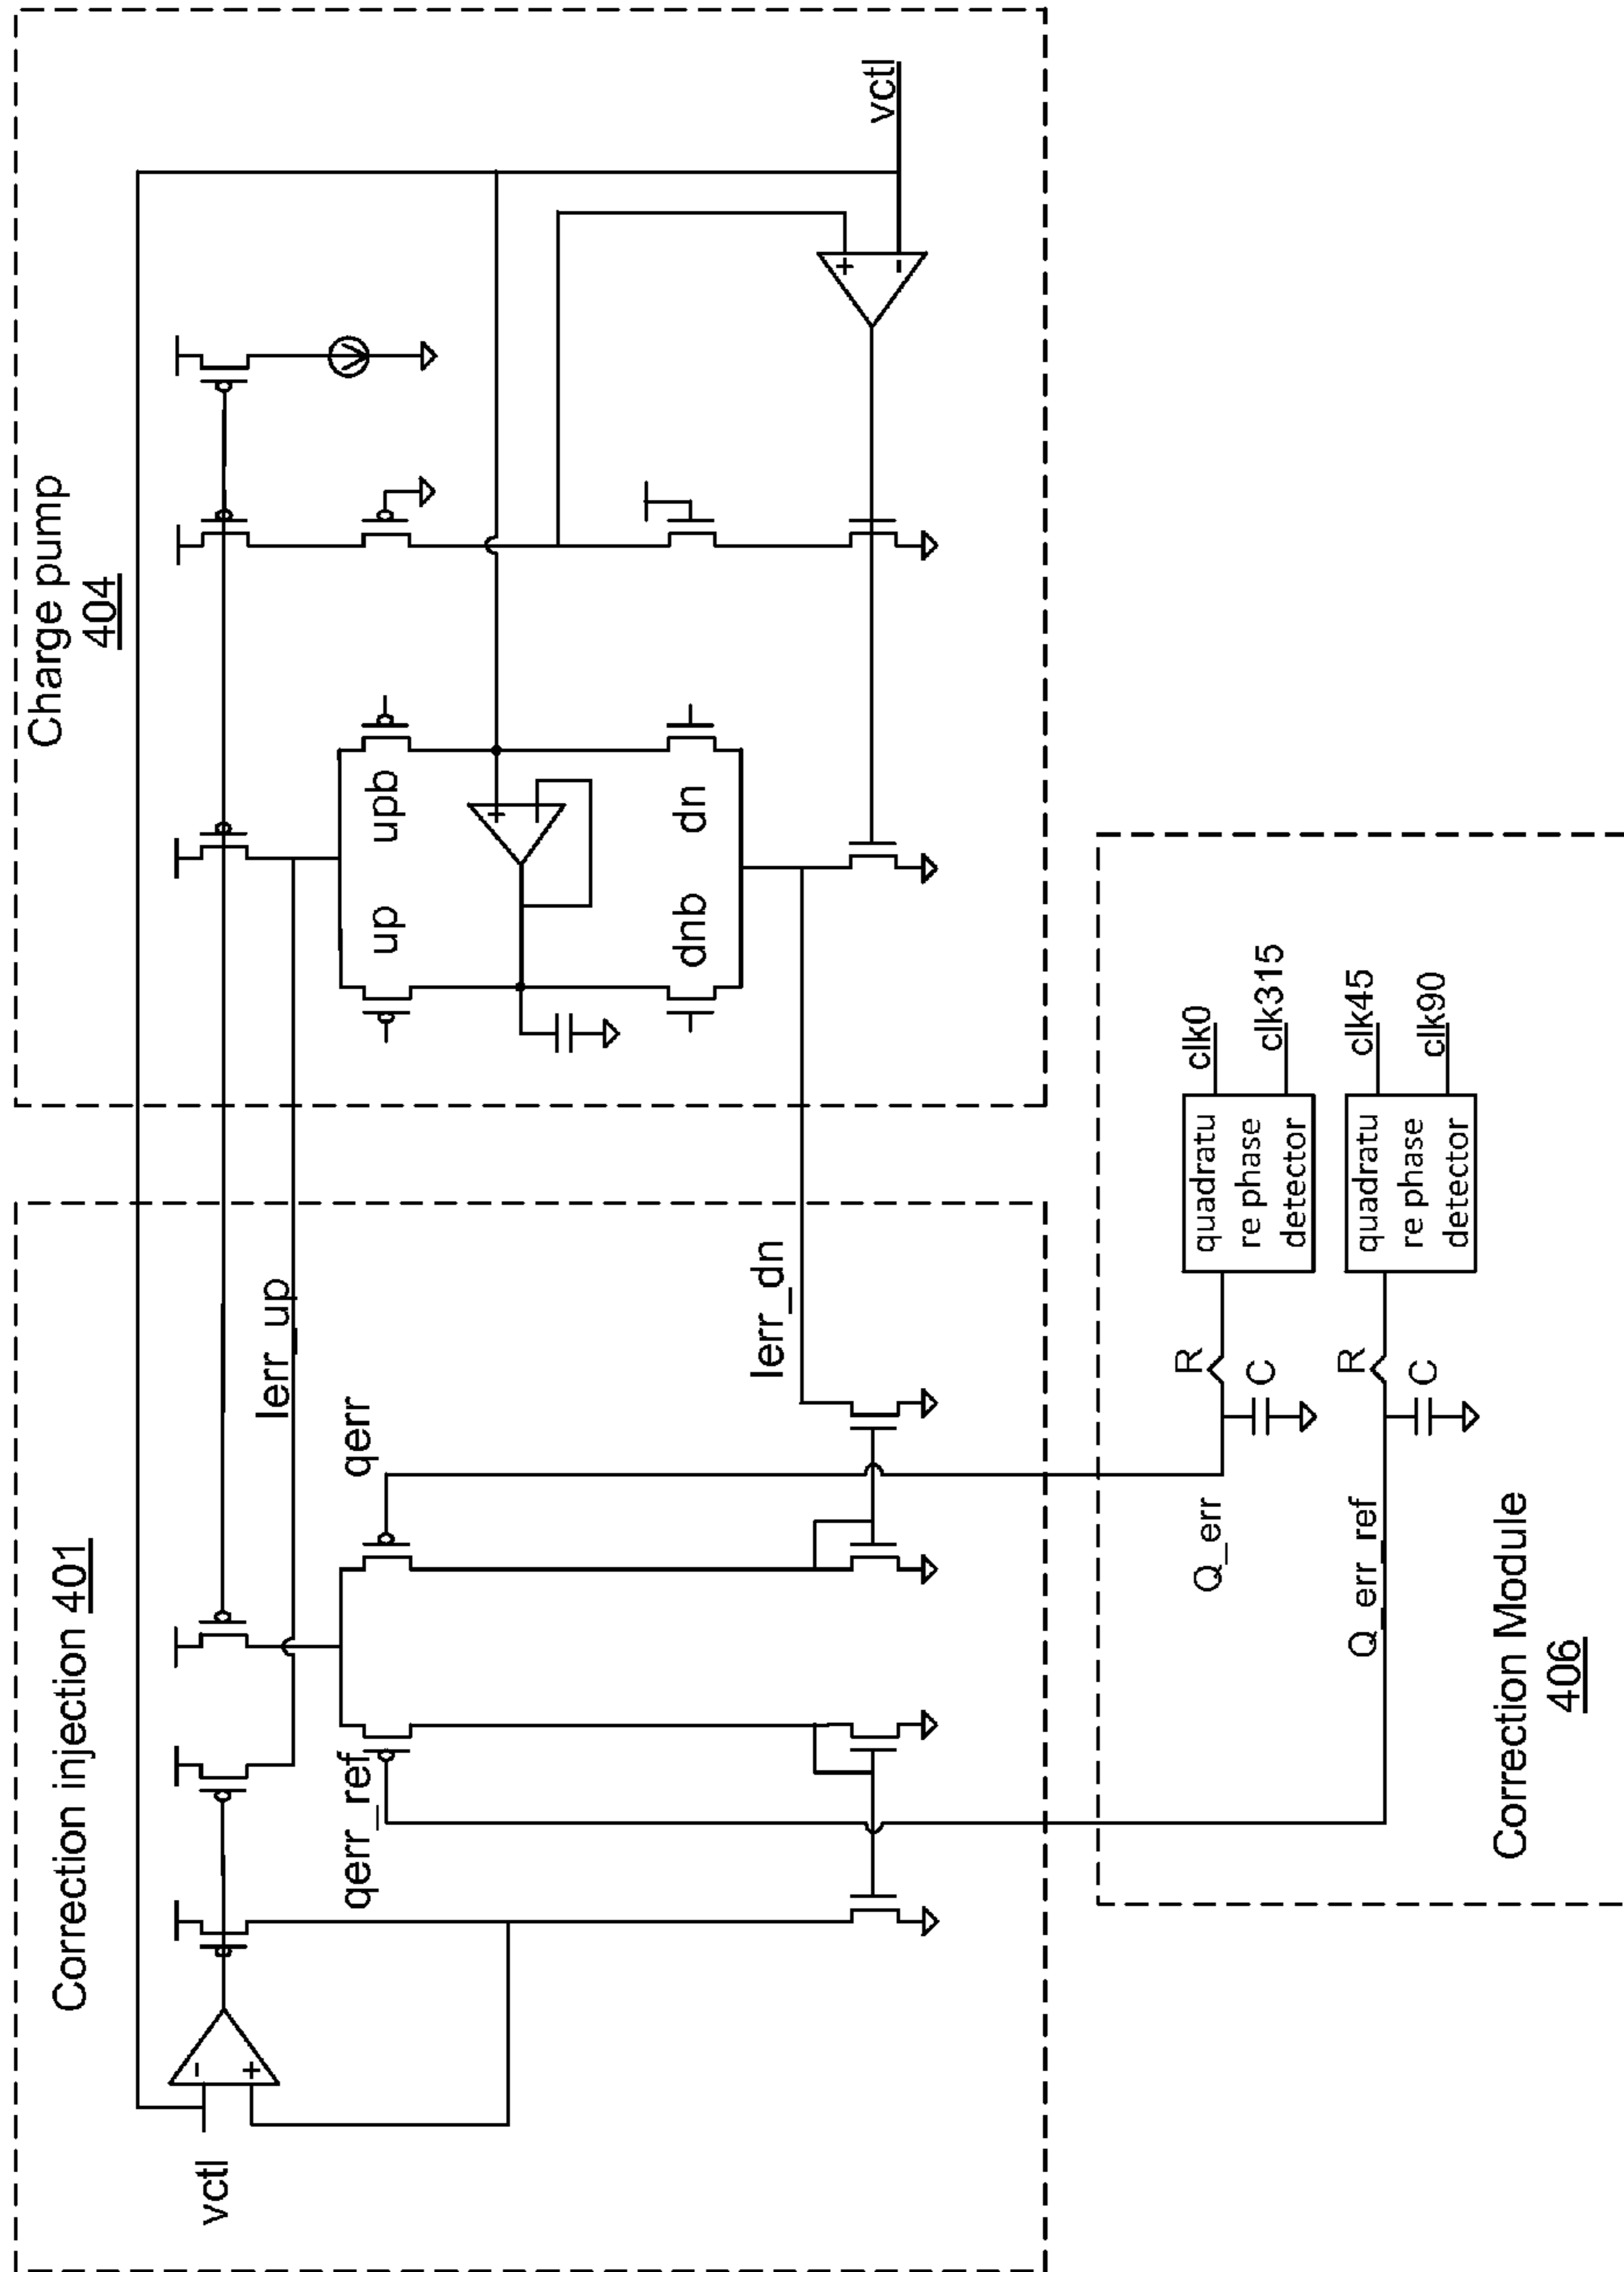 Correction injection 401
Charge pump
404
vctl
-
+
qerr_ref
qerr
Ierr_up
Ierr_dn
up
upb
+
dnb
dn
vctl
+
-
Q_err
Q_err_ref
R
C
R
C
quadratu
re phase
detector
quadratu
re phase
detector
clk0
clk315
clk45
clk90
Correction Module
406